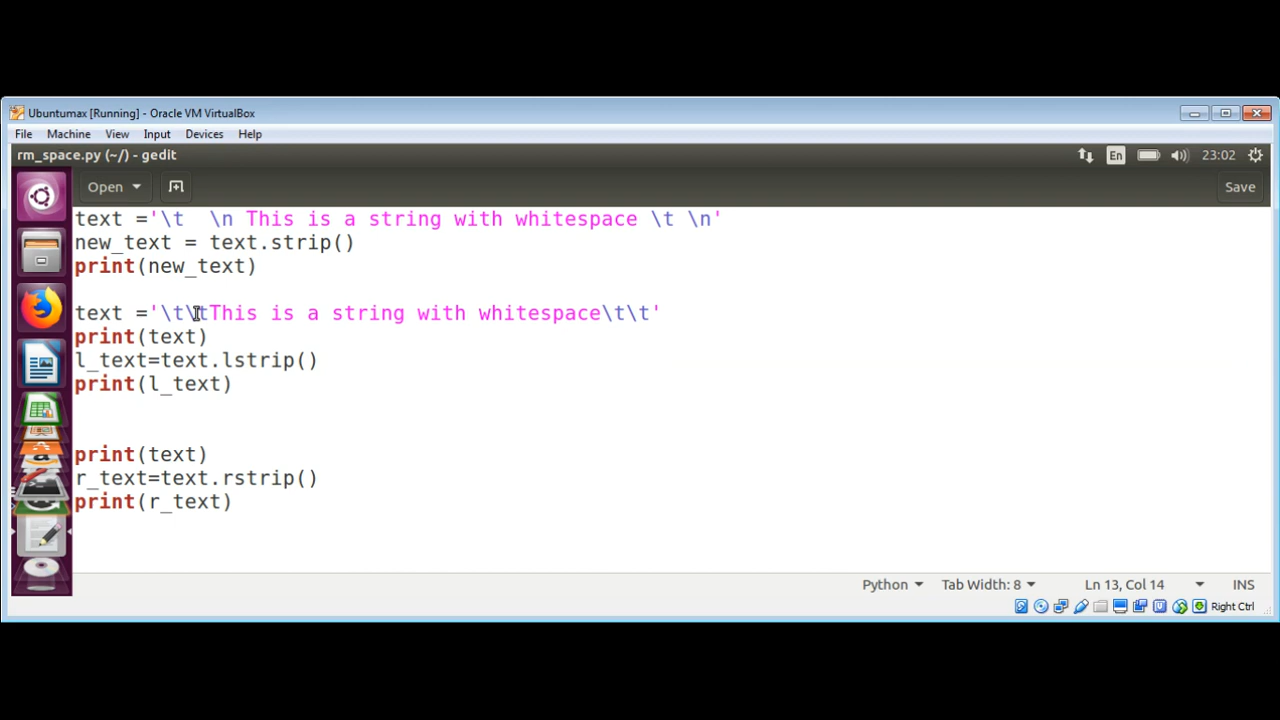 Ubuntumax [Running] - Oracle VM VirtualBox
File Machine View Input Devices Help
rm_space.py (~/) - gedit En 23:02
Open Save
text ='\t  \n This is a string with whitespace \t \n'
new_text = text.strip()
print(new_text)
text ='\t\tThis is a string with whitespace\t\t'
print(text)
l_text=text.lstrip()
print(l_text)
print(text)
r_text=text.rstrip()
print(r_text)
Python Tab Width: 8 Ln 13, Col 14 INS
Right Ctrl